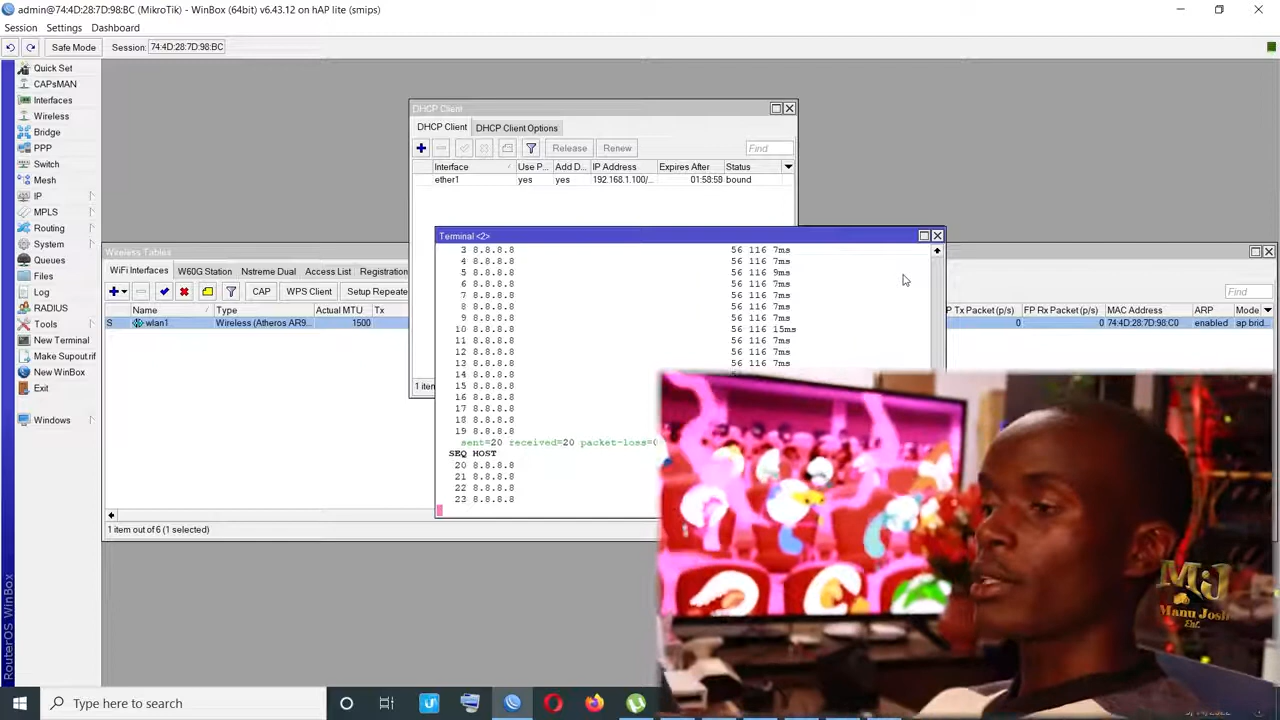 admin@74:4D:28:7D:98:BC (MikroTik) - WinBox (64bit) v6.43.12 on hAP lite (smips)
Session Settings Dashboard
Safe Mode Session: 74:4D:28:7D:98:BC
Quick Set
CAPsMAN
Interfaces
Wireless
Bridge
PPP
Switch
Mesh
IP
MPLS
Routing
System
Queues
Files
Log
RADIUS
Tools
New Terminal
Make Supout.rif
New WinBox
Exit
Windows
RouterOS WinBox
DHCP Client
DHCP Client DHCP Client Options
Release Renew Find
Interface Use P... Add D... IP Address Expires After Status
ether1 yes yes 192.168.1.100/... 01:58:58 bound
1 item
Wireless Tables
WiFi Interfaces W60G Station Nstreme Dual Access List Registration
CAP WPS Client Setup Repeate Find
Name Type Actual MTU Tx P Tx Packet (p/s) FP Rx Packet (p/s) MAC Address ARP Mode
S wlan1 Wireless (Atheros AR9... 1500 0 0 74:4D:28:7D:98:C0 enabled ap brid...
1 item out of 6 (1 selected)
Terminal <2>
3 8.8.8.8 56 116 7ms
4 8.8.8.8 56 116 7ms
5 8.8.8.8 56 116 9ms
6 8.8.8.8 56 116 7ms
7 8.8.8.8 56 116 7ms
8 8.8.8.8 56 116 7ms
9 8.8.8.8 56 116 7ms
10 8.8.8.8 56 116 15ms
11 8.8.8.8 56 116 7ms
12 8.8.8.8 56 116 7ms
13 8.8.8.8 56 116 7ms
14 8.8.8.8
15 8.8.8.8
16 8.8.8.8
17 8.8.8.8
18 8.8.8.8
19 8.8.8.8
sent=20 received=20 packet-loss=
SEQ HOST
20 8.8.8.8
21 8.8.8.8
22 8.8.8.8
23 8.8.8.8
MJ
Manu Josh
Ent.
Type here to search